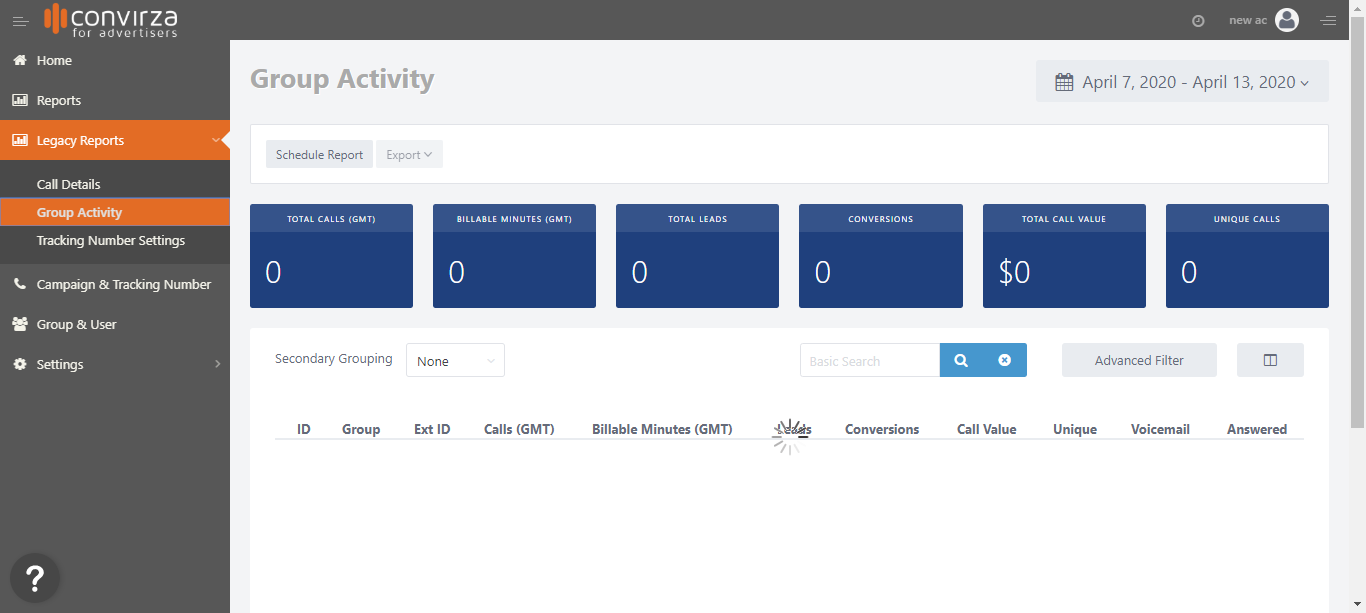 convirza
for advertisers
new ac
Home
Reports
Legacy Reports
Call Details
Group Activity
Tracking Number Settings
Campaign & Tracking Number
Group & User
Settings
?
Group Activity
April 7, 2020 - April 13, 2020
Schedule Report
Export
TOTAL CALLS (GMT)
0
BILLABLE MINUTES (GMT)
0
TOTAL LEADS
0
CONVERSIONS
0
TOTAL CALL VALUE
$0
UNIQUE CALLS
0
Secondary Grouping
None
Basic Search
Advanced Filter
ID Group Ext ID Calls (GMT) Billable Minutes (GMT) Leads Conversions Call Value Unique Voicemail Answered